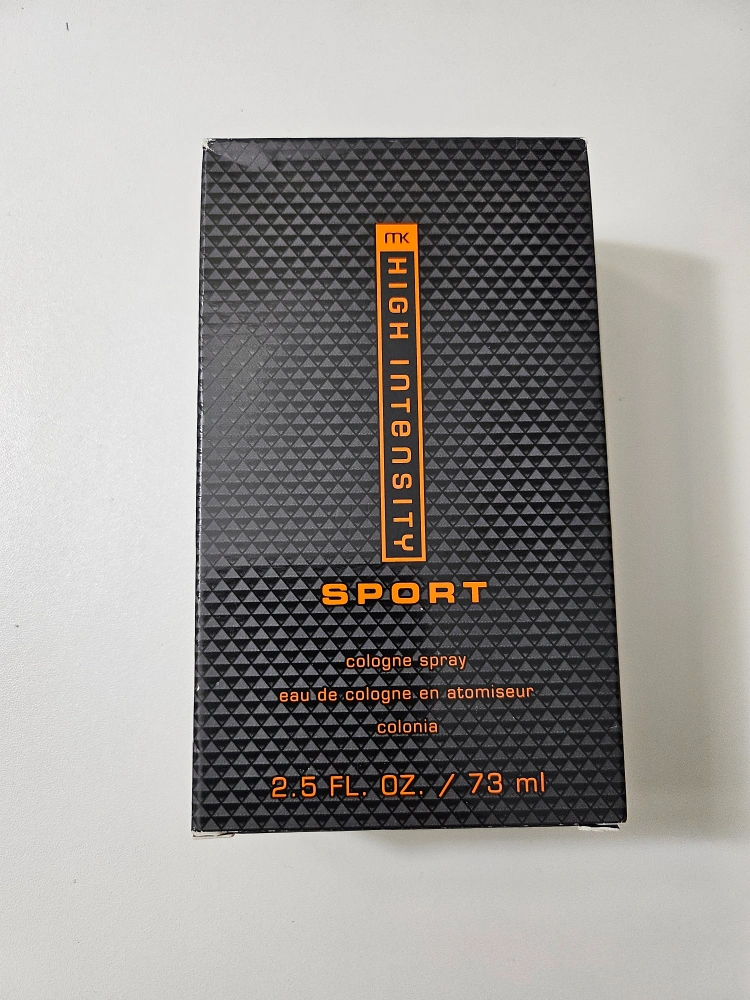 mk
HIGH INTENSITY
SPORT
cologne spray
eau de cologne en atomiseur
colonia
2.5 FL. OZ. / 73 ml